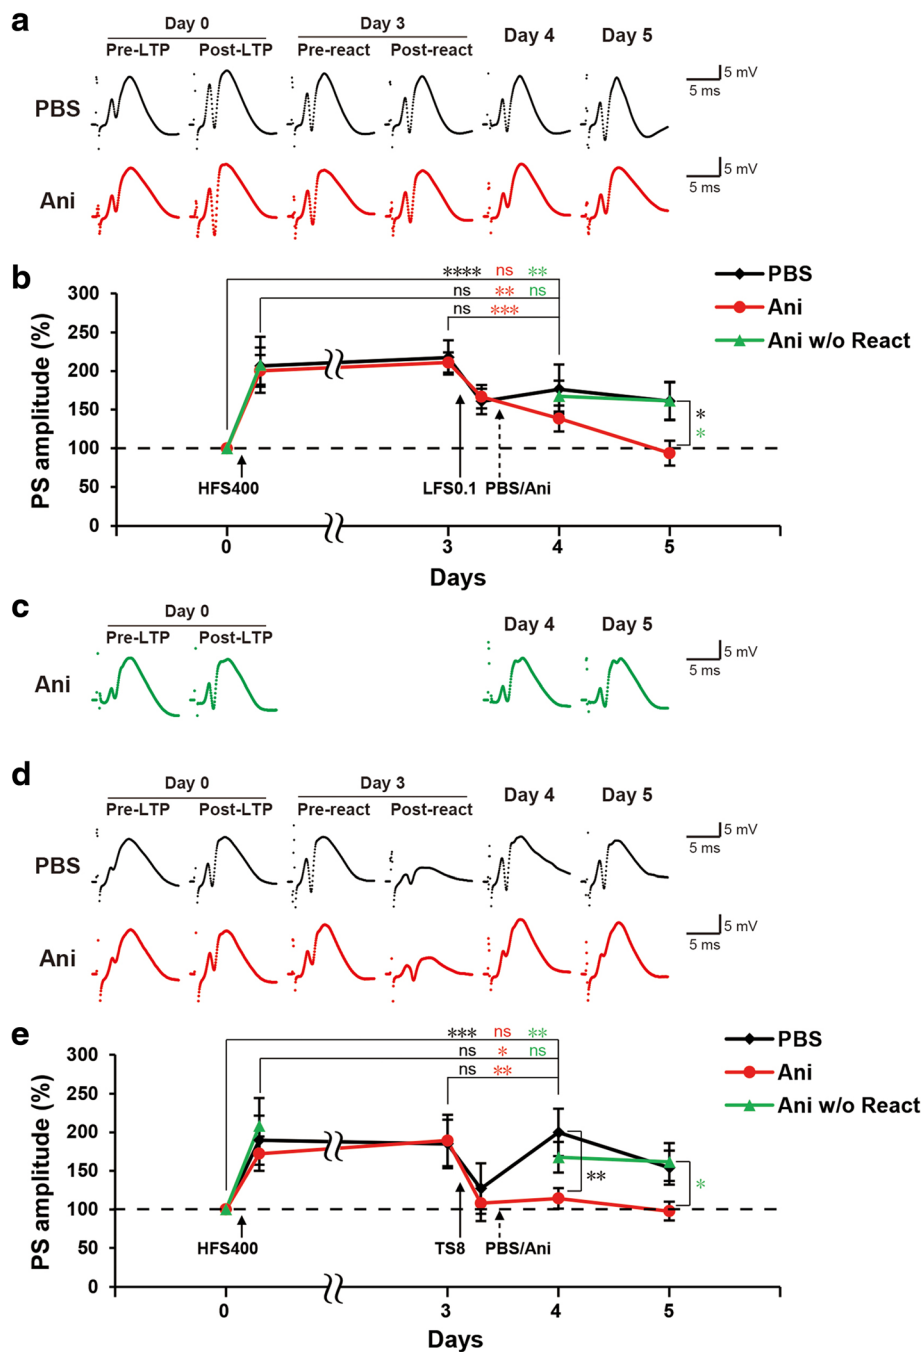 a
Day 0 Day 3 Day 4 Day 5
Pre-LTP Post-LTP Pre-react Post-react
5 mV
5 ms
PBS
5 mV
5 ms
Ani
b
**** ns **
ns ** ns
ns ***
PBS
Ani
Ani w/o React
PS amplitude (%)
300
250
200
150
100
50
0
*
*
HFS400 LFS0.1 PBS/Ani
0 3 4 5
Days
c
Day 0 Day 4 Day 5
Pre-LTP Post-LTP
5 mV
5 ms
Ani
d
Day 0 Day 3 Day 4 Day 5
Pre-LTP Post-LTP Pre-react Post-react
5 mV
5 ms
PBS
5 mV
5 ms
Ani
e
*** ns **
ns * ns
ns **
PBS
Ani
Ani w/o React
PS amplitude (%)
300
250
200
150
100
50
0
**
*
HFS400 TS8 PBS/Ani
0 3 4 5
Days